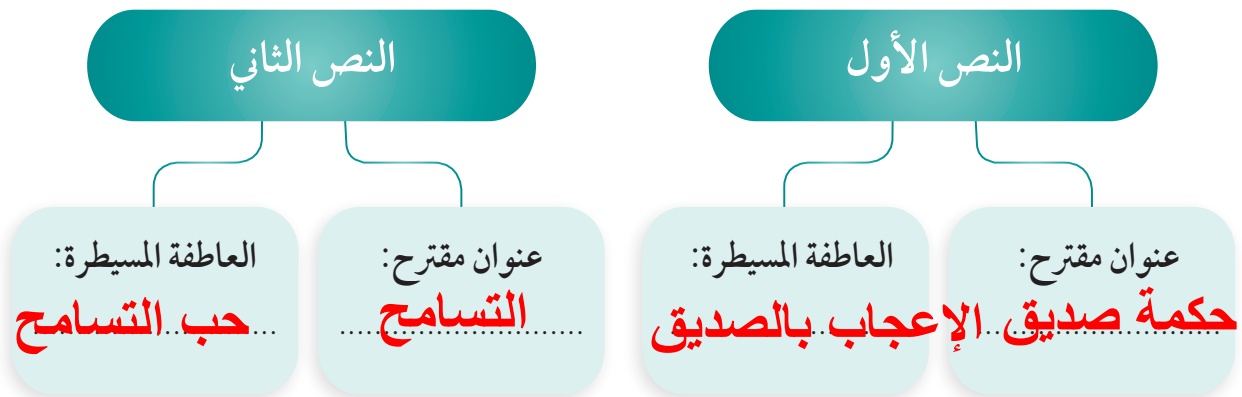 النص الأول
النص الثاني
عنوان مقترح:
حكمة صديق
العاطفة المسيطرة:
الإعجاب بالصديق
عنوان مقترح:
التسامح
العاطفة المسيطرة:
حب التسامح